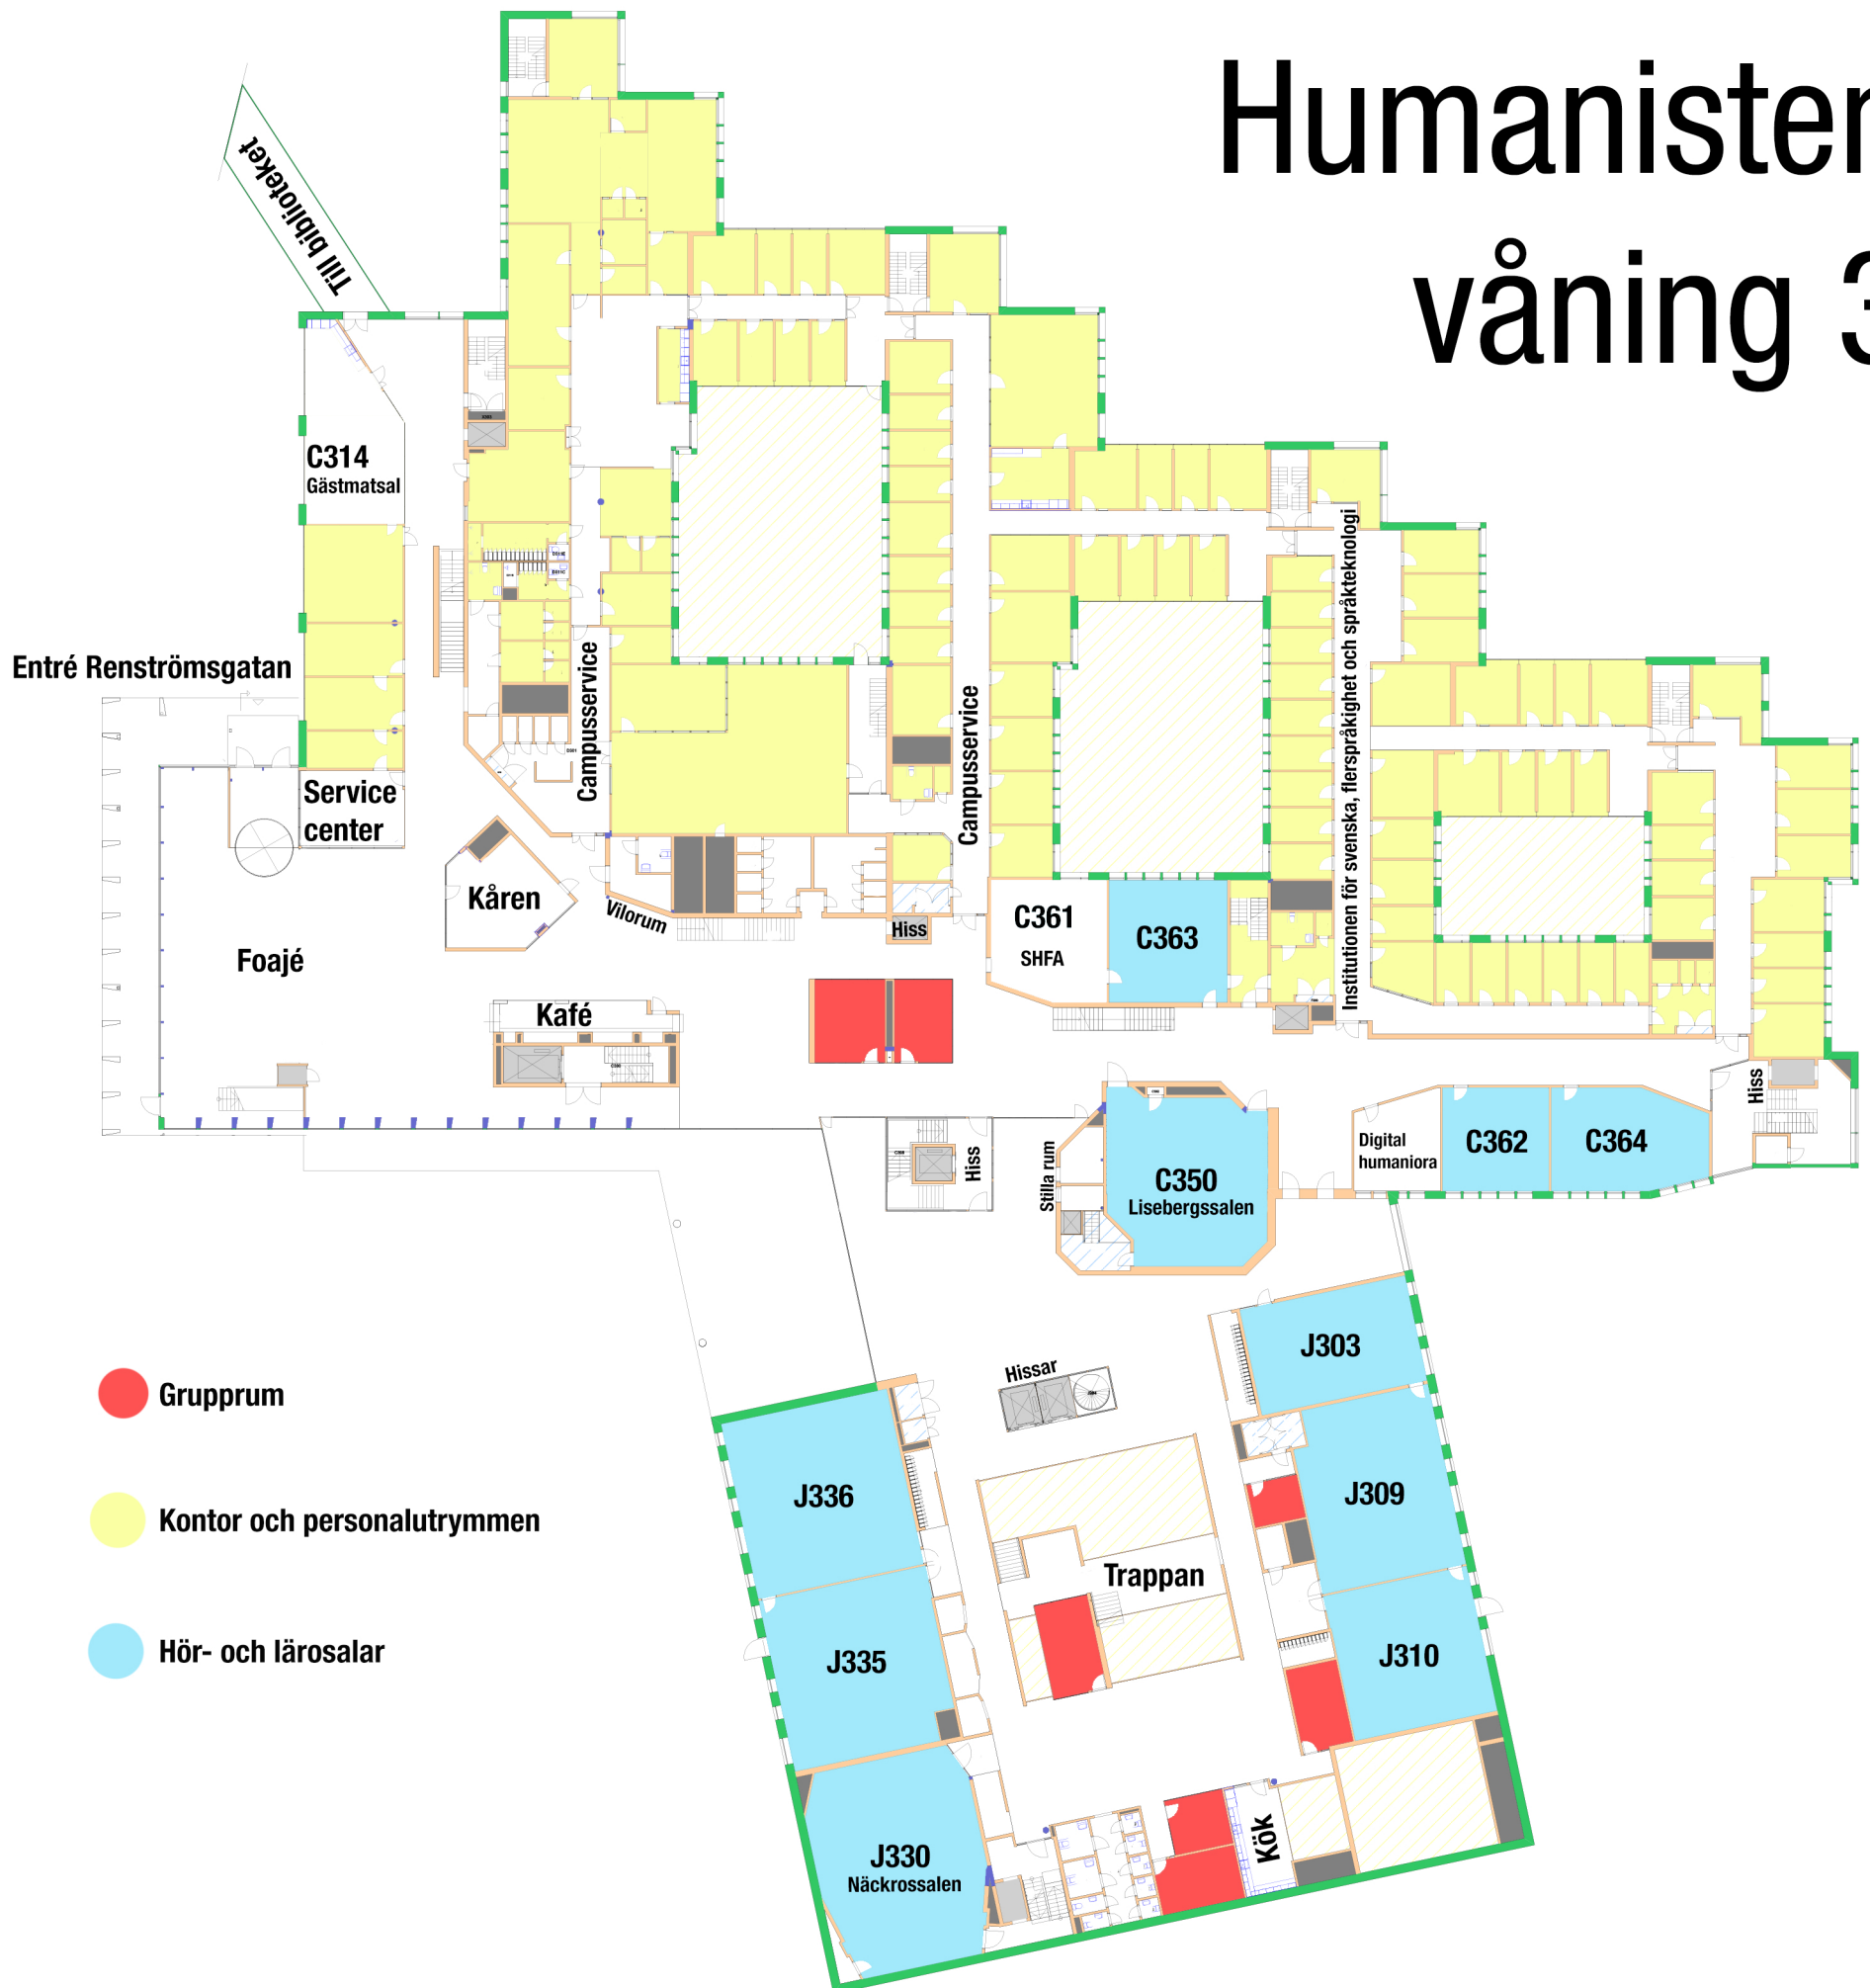 Humanisten
våning 3
Till biblioteket
C314
Gästmatsal
Entré Renströmsgatan
Service
center
Campusservice
Campusservice
Institutionen för svenska, flerspråkighet och språkteknologi
Kåren
Vilorum
Hiss
C361
SHFA
C363
Foajé
Kafé
Hiss
Stilla rum
C350
Lisebergssalen
Digital
humaniora
C362
C364
Hiss
J303
Hissar
Grupprum
J336
J309
Kontor och personalutrymmen
Trappan
Hör- och lärosalar
J335
J310
Kök
J330
Näckrossalen